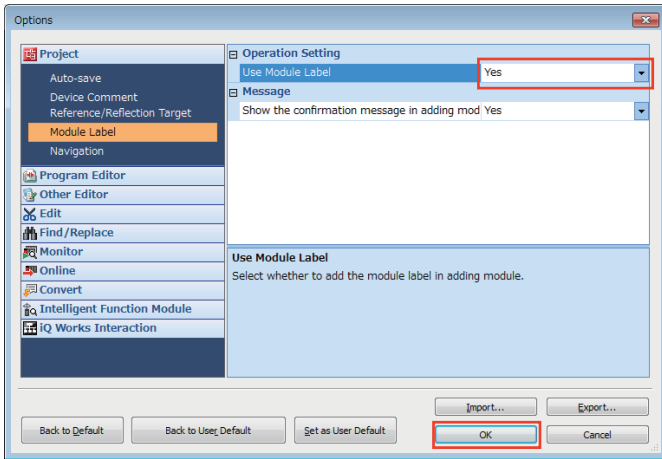 Options
Project
Auto-save
Device Comment
Reference/Reflection Target
Module Label
Navigation
Program Editor
Other Editor
Edit
Find/Replace
Monitor
Online
Convert
Intelligent Function Module
iQ Works Interaction
Operation Setting
Use Module Label Yes
Message
Show the confirmation message in adding mod Yes
Use Module Label
Select whether to add the module label in adding module.
Import... Export...
Back to Default Back to User Default Set as User Default OK Cancel